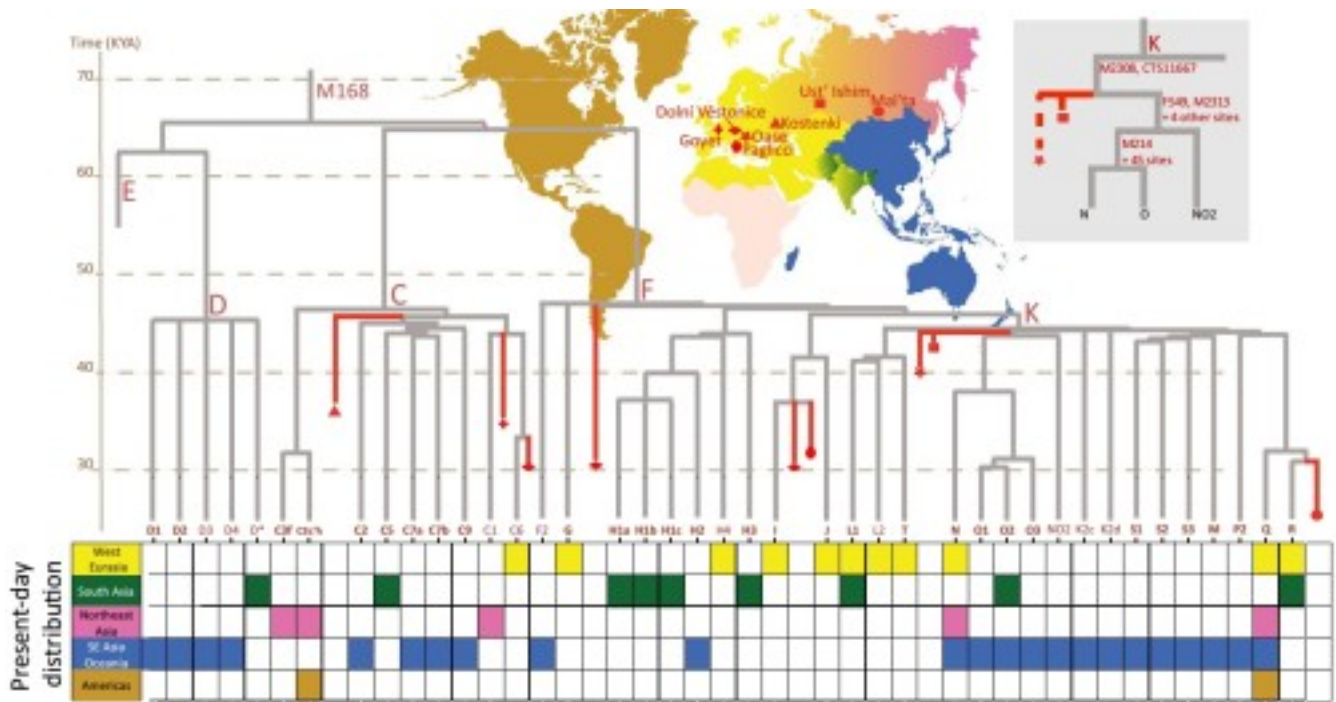 Time (KYA)
70
60
50
40
30
M168
E
D
C
F
K
Dolní Věstonice
Goyet
Ust' Ishim
Mal'ta
Kostenki
Oase
Paglicci
K
M2308, CTS11667
F549, M2313
+ 4 other sites
M214
+ 45 sites
N O NO2
D1 D2 D3 D4 D* C3f C2 C5 C7a C7b C9 C1 C6 F2 G H1a H1b H1c H2 H4 H3 I J L1 L2 T N O1 O2 O3 NO2 K2c K2d S1 S2 S3 M P2 Q R
Present-day
distribution
West
Eurasia
South Asia
Northeast
Asia
SE Asia
Oceania
Americas